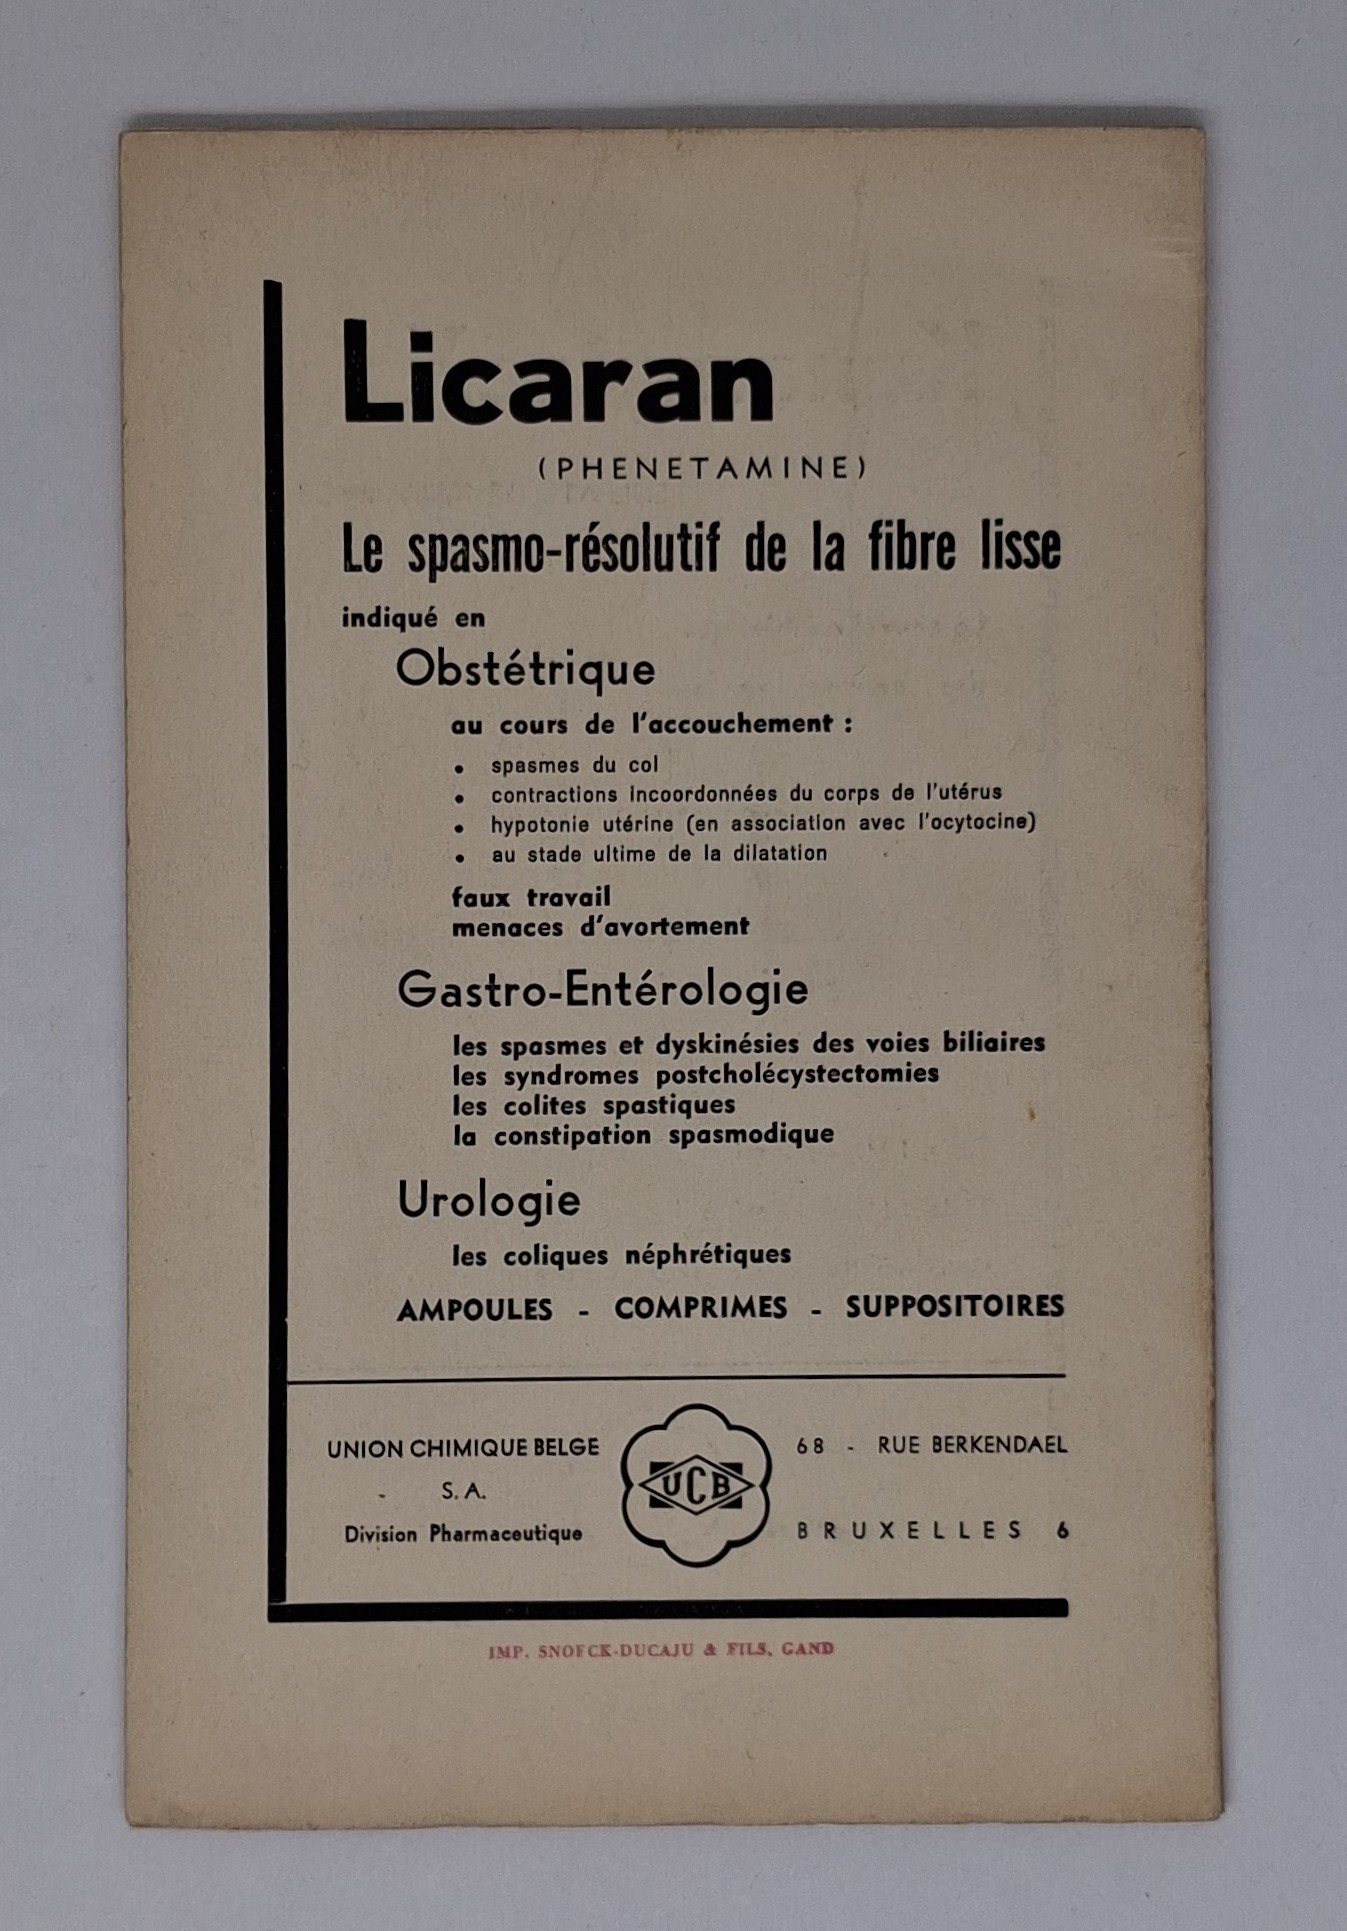 Licaran
(PHENETAMINE)
Le spasmo-résolutif de la fibre lisse
indiqué en
Obstétrique
au cours de l'accouchement :
• spasmes du col
• contractions incoordonnées du corps de l'utérus
• hypotonie utérine (en association avec l'ocytocine)
• au stade ultime de la dilatation
faux travail
menaces d'avortement
Gastro-Entérologie
les spasmes et dyskinésies des voies biliaires
les syndromes postcholécystectomies
les colites spastiques
la constipation spasmodique
Urologie
les coliques néphrétiques
AMPOULES - COMPRIMES - SUPPOSITOIRES
UNION CHIMIQUE BELGE
- S. A.
Division Pharmaceutique
UCB
68 - RUE BERKENDAEL
BRUXELLES 6
IMP. SNOECK-DUCAJU & FILS, GAND